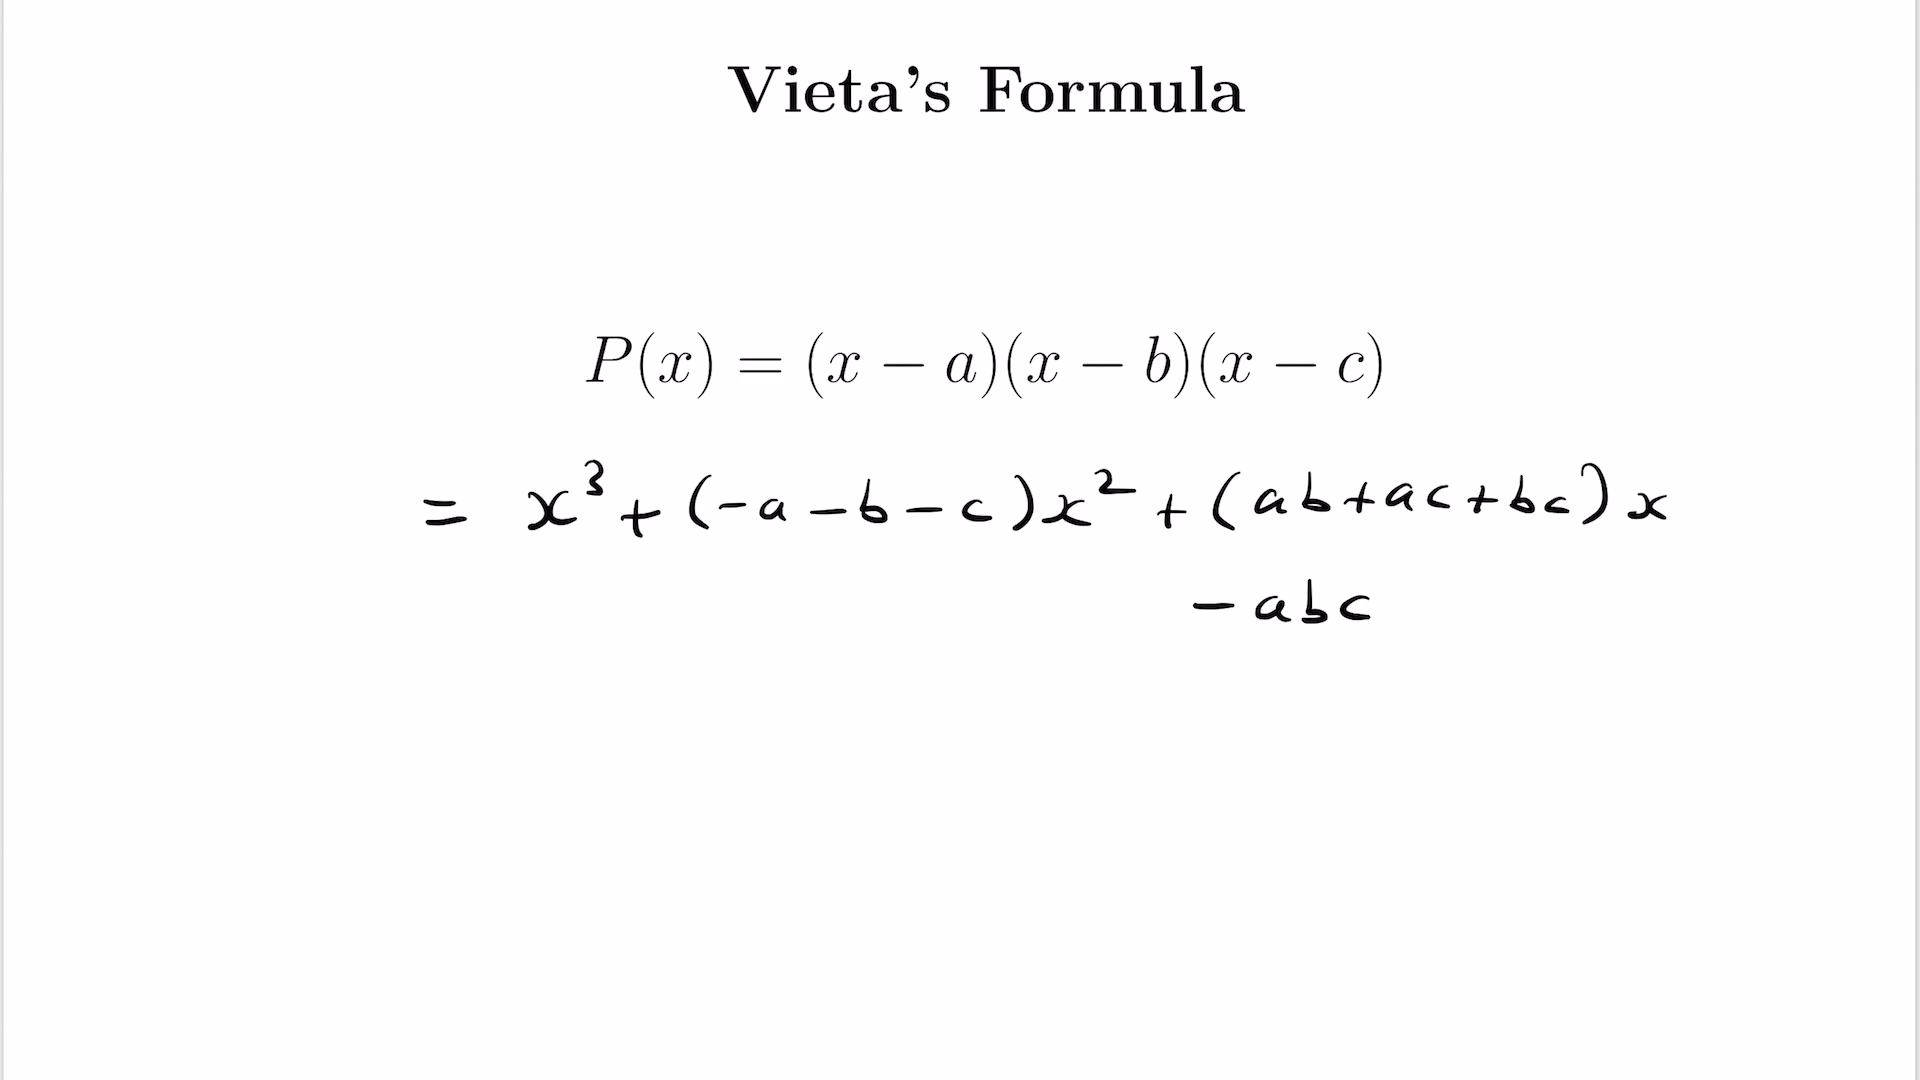 Vieta's Formula
P(x) = (x − a)(x − b)(x − c)
= x³ + (-a - b - c)x² + (ab + ac + bc)x
- abc